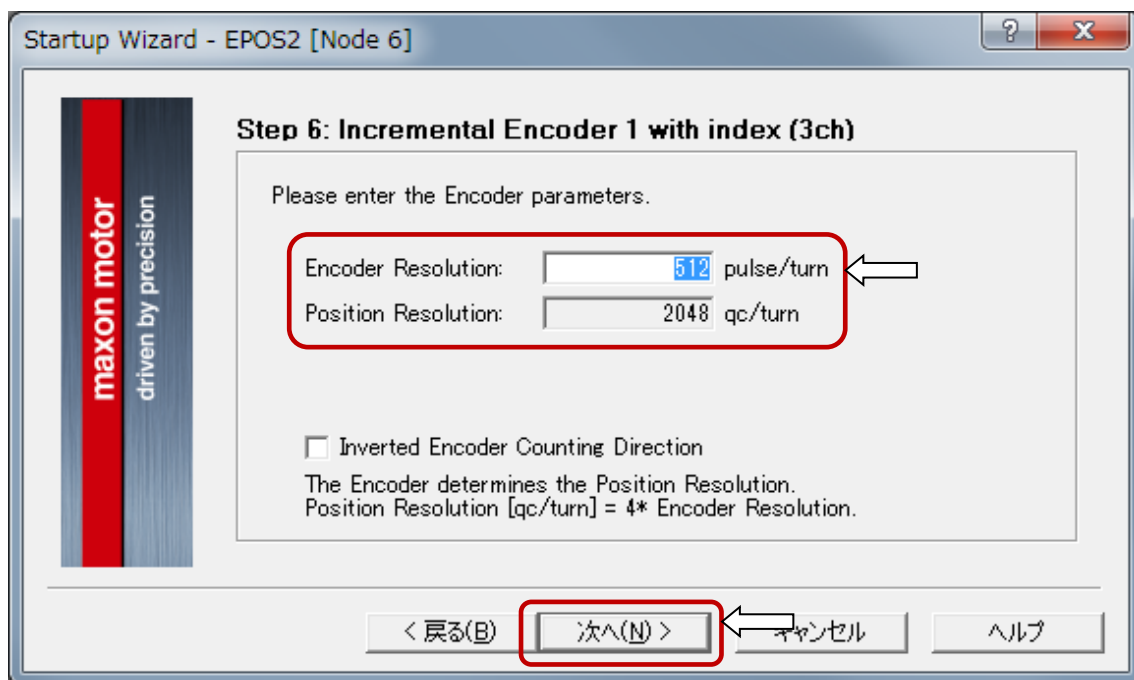 Startup Wizard - EPOS2 [Node 6]
maxon motor
driven by precision
Step 6: Incremental Encoder 1 with index (3ch)
Please enter the Encoder parameters.
Encoder Resolution: 512 pulse/turn
Position Resolution: 2048 qc/turn
Inverted Encoder Counting Direction
The Encoder determines the Position Resolution.
Position Resolution [qc/turn] = 4* Encoder Resolution.
< 戻る(B) 次へ(N) > キャンセル ヘルプ